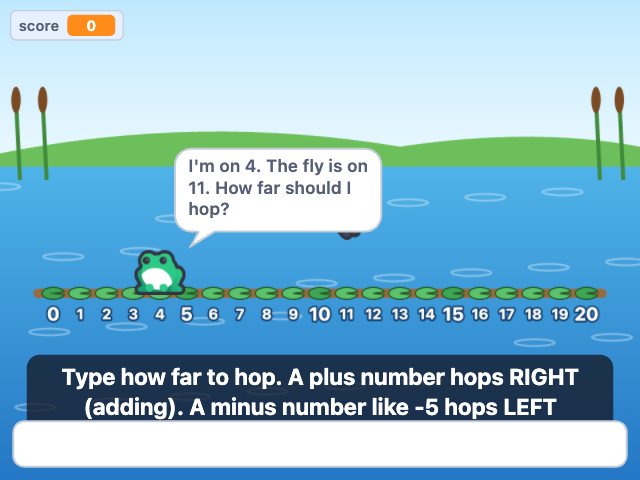 score 0
I'm on 4. The fly is on
11. How far should I
hop?
0 1 2 3 4 5 6 7 8 9 10 11 12 13 14 15 16 17 18 19 20
Type how far to hop. A plus number hops RIGHT
(adding). A minus number like -5 hops LEFT